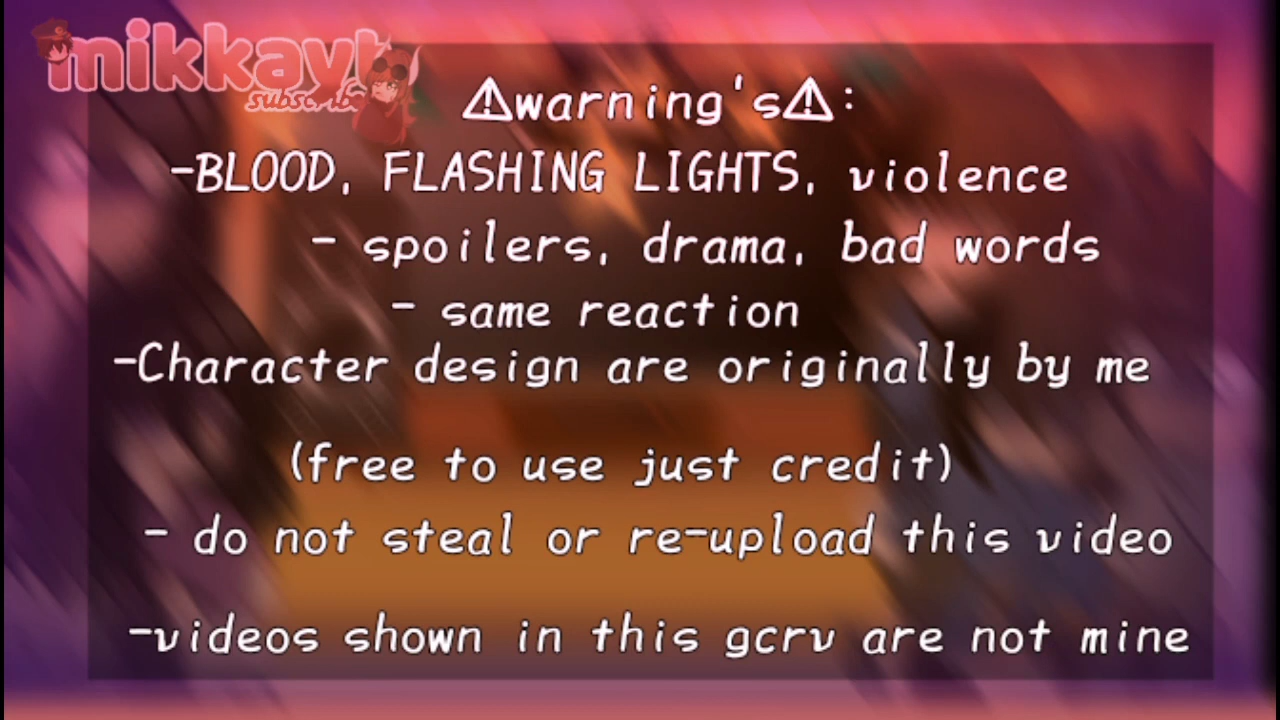 mikkayt
subscribe
⚠warning's⚠:
-BLOOD, FLASHING LIGHTS, violence
- spoilers, drama, bad words
- same reaction
-Character design are originally by me
(free to use just credit)
- do not steal or re-upload this video
-videos shown in this gcrv are not mine